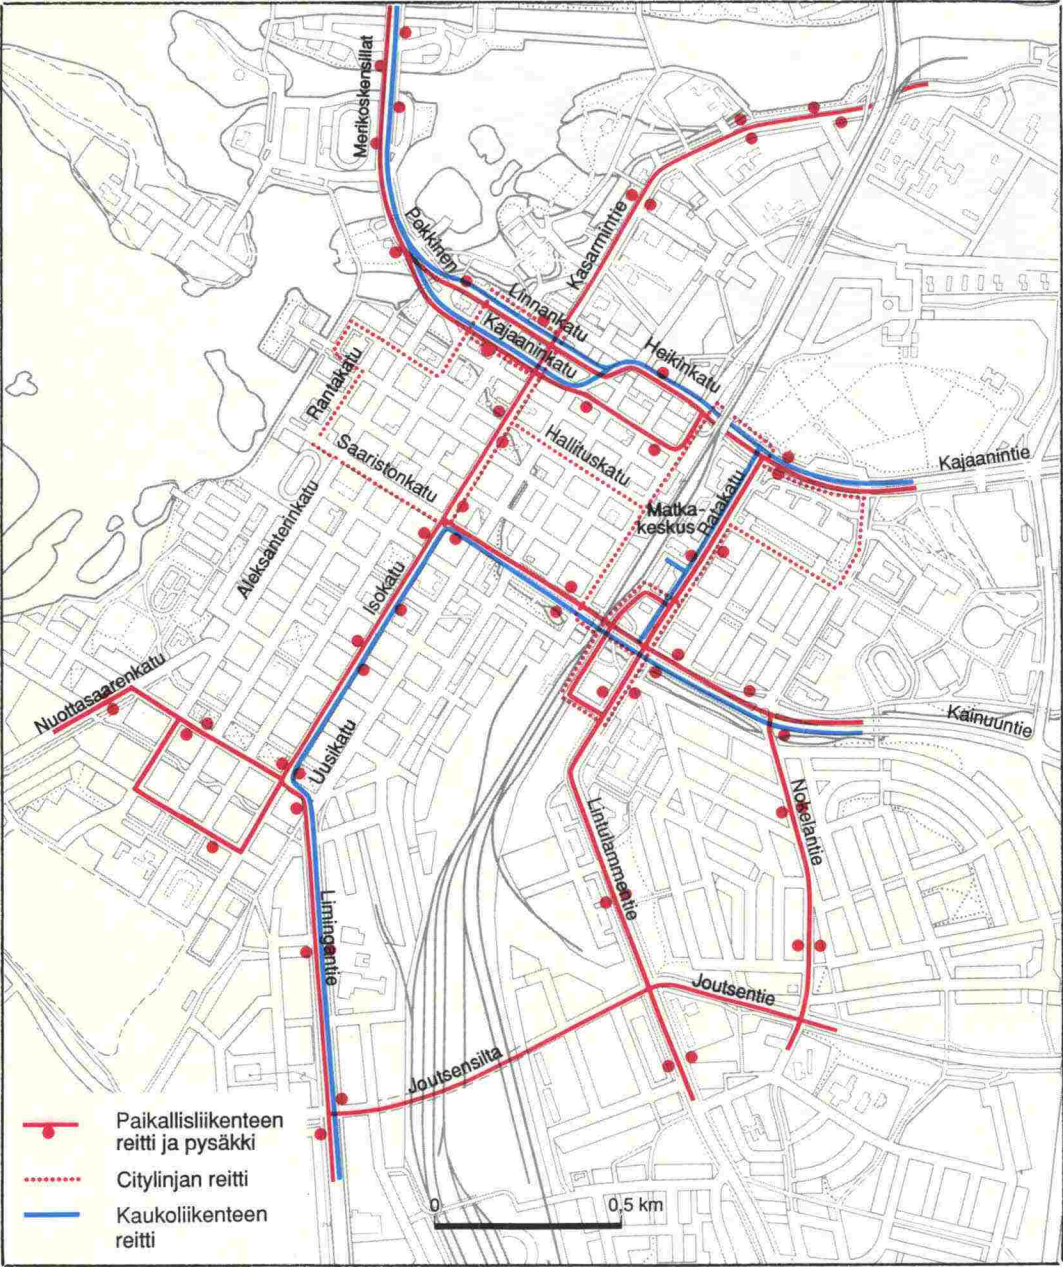 Merikoskensillat
Pokkinen
Linnankatu
Kasarmintie
Kajaaninkatu
Heikinkatu
Rantakatu
Saaristonkatu
Hallituskatu
Kajaanintie
Matka-
keskus
Ratakatu
Aleksanterinkatu
Isokatu
Nuottasaarenkatu
Uusikatu
Kainuuntie
Nokelantie
Lintulammentie
Limingantie
Joutsentie
Joutsensilta
Paikallisliikenteen
reitti ja pysäkki
Citylinjan reitti
Kaukoliikenteen
reitti
0 0,5 km